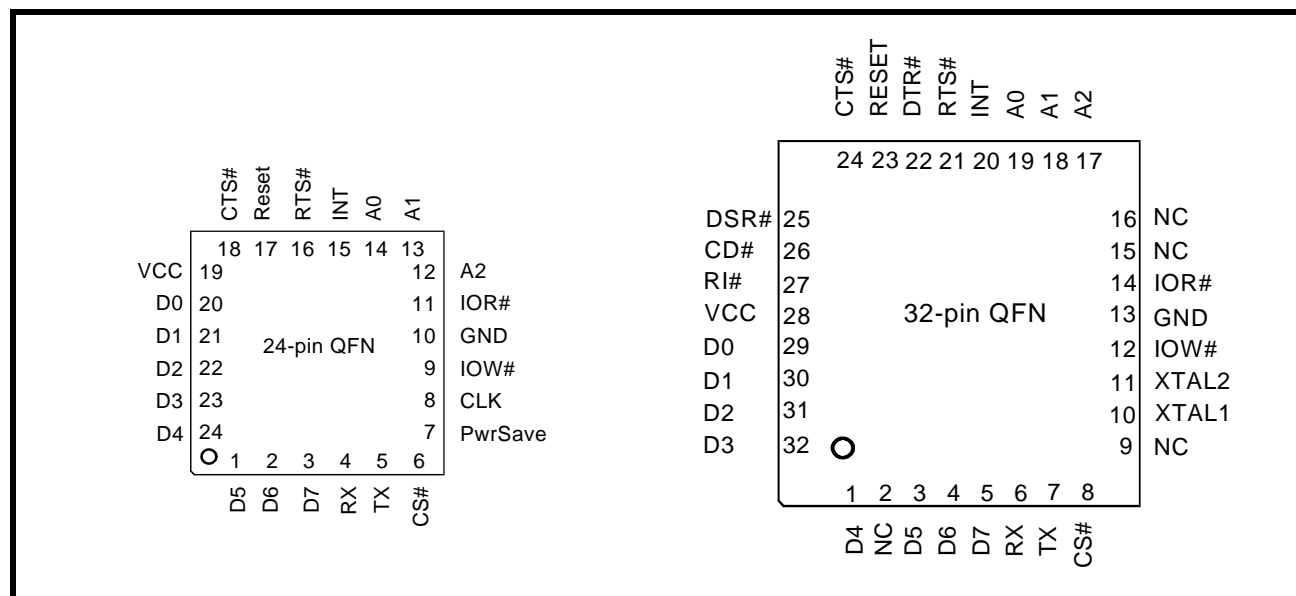 CTS#
Reset
RTS#
INT
A0
A1
18 17 16 15 14 13
VCC 19 12 A2
D0 20 11 IOR#
D1 21 10 GND
24-pin QFN
D2 22 9 IOW#
D3 23 8 CLK
D4 24 7 PwrSave
1 2 3 4 5 6
D5
D6
D7
RX
TX
CS#
CTS#
RESET
DTR#
RTS#
INT
A0
A1
A2
24 23 22 21 20 19 18 17
DSR# 25 16 NC
CD# 26 15 NC
RI# 27 14 IOR#
VCC 28 32-pin QFN 13 GND
D0 29 12 IOW#
D1 30 11 XTAL2
D2 31 10 XTAL1
D3 32 9 NC
1 2 3 4 5 6 7 8
D4
NC
D5
D6
D7
RX
TX
CS#